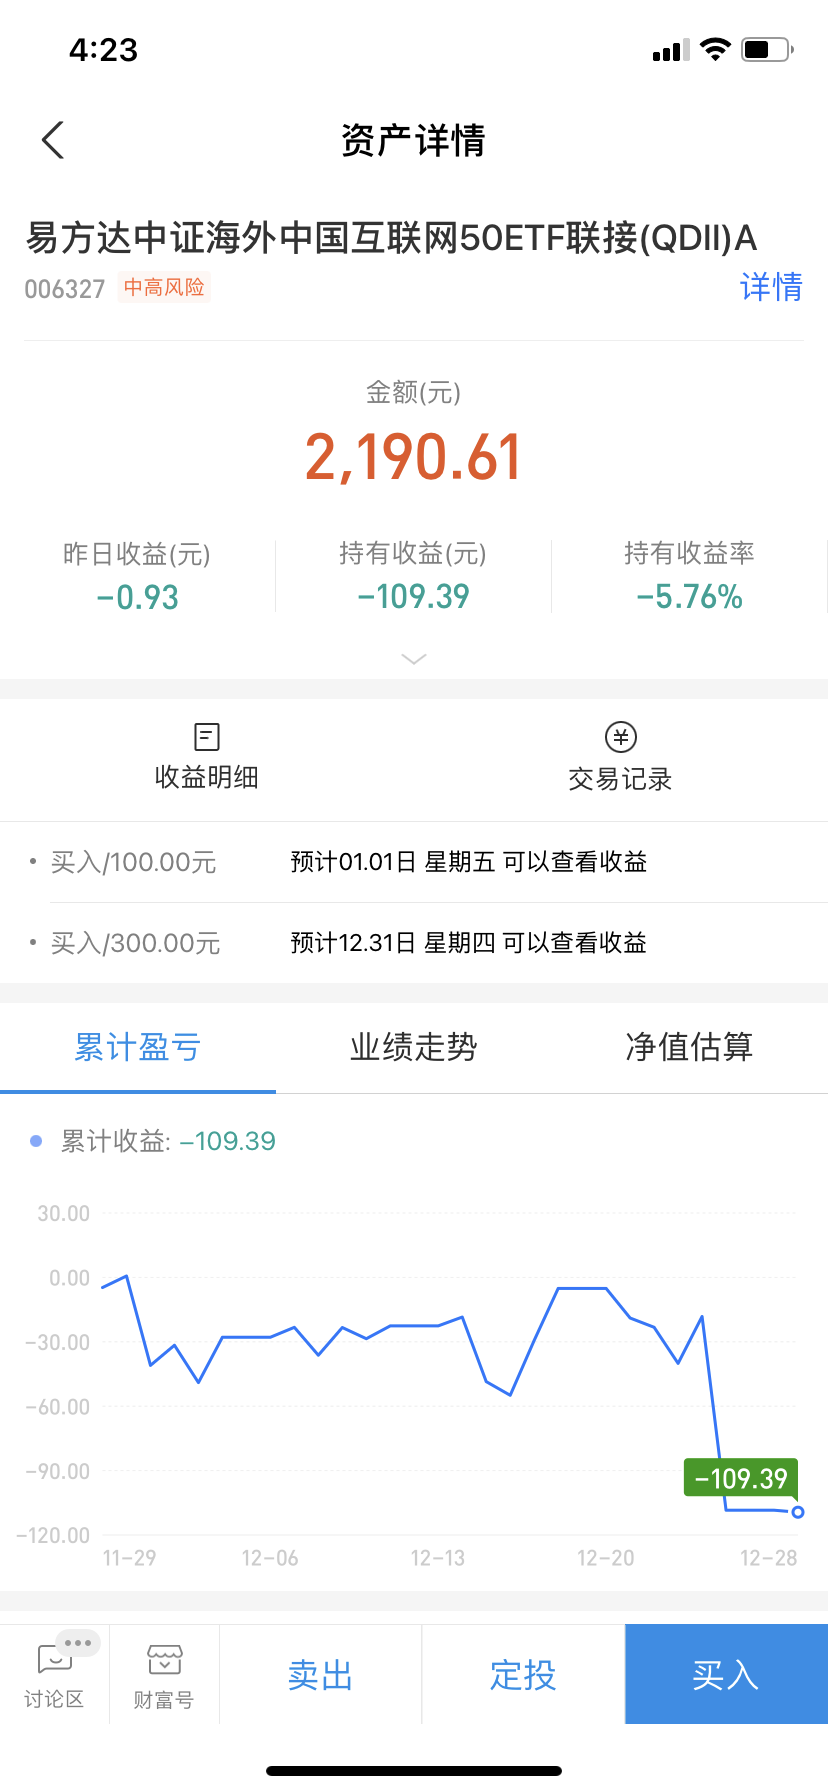 4:23
资产详情
易方达中证海外中国互联网50ETF联接(QDII)A
006327 中高风险 详情
金额(元)
2,190.61
昨日收益(元) 持有收益(元) 持有收益率
-0.93 -109.39 -5.76%
收益明细 交易记录
• 买入/100.00元 预计01.01日 星期五 可以查看收益
• 买入/300.00元 预计12.31日 星期四 可以查看收益
累计盈亏 业绩走势 净值估算
累计收益: -109.39
30.00
0.00
-30.00
-60.00
-90.00
-109.39
-120.00
11-29 12-06 12-13 12-20 12-28
讨论区 财富号 卖出 定投 买入